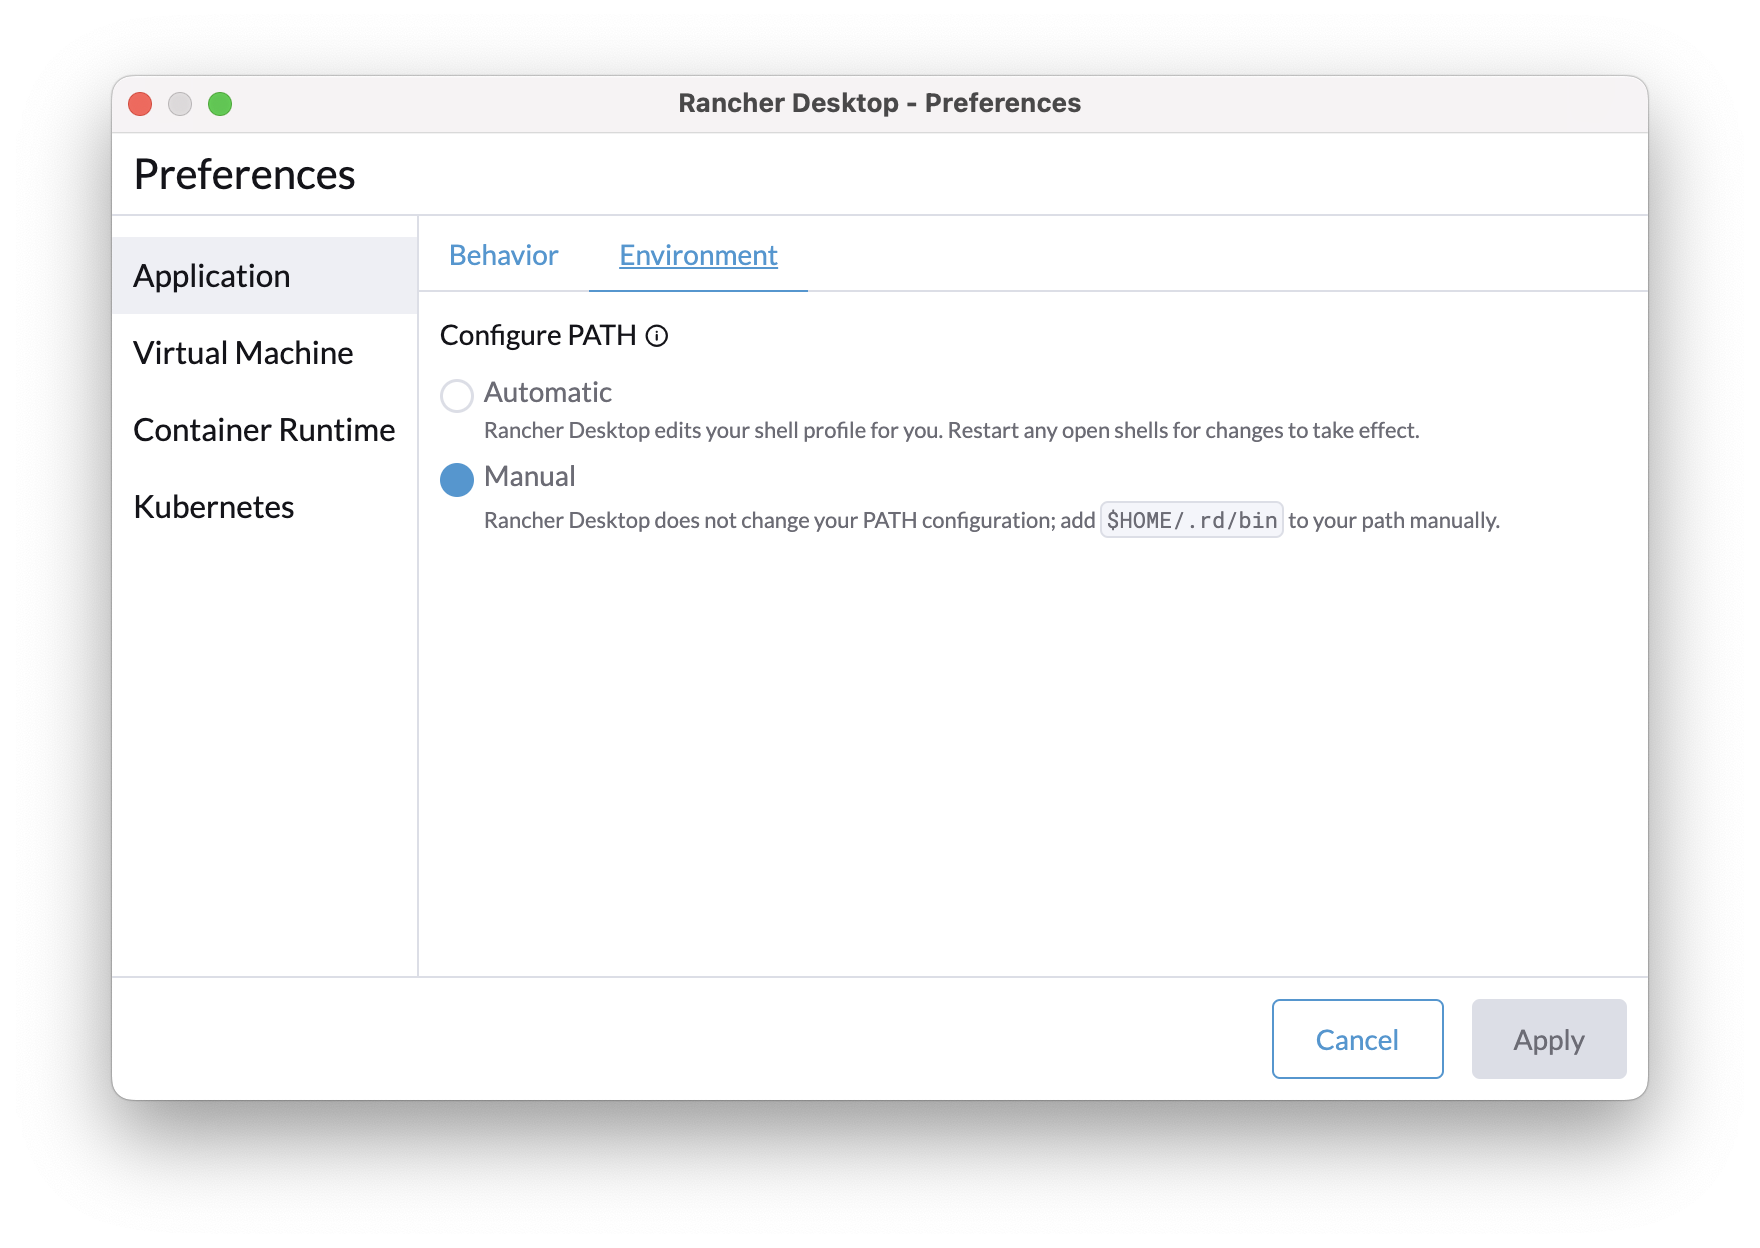 Rancher Desktop - Preferences
Preferences
Application
Virtual Machine
Container Runtime
Kubernetes
Behavior
Environment
Configure PATH
Automatic
Rancher Desktop edits your shell profile for you. Restart any open shells for changes to take effect.
Manual
Rancher Desktop does not change your PATH configuration; add $HOME/.rd/bin to your path manually.
Cancel
Apply